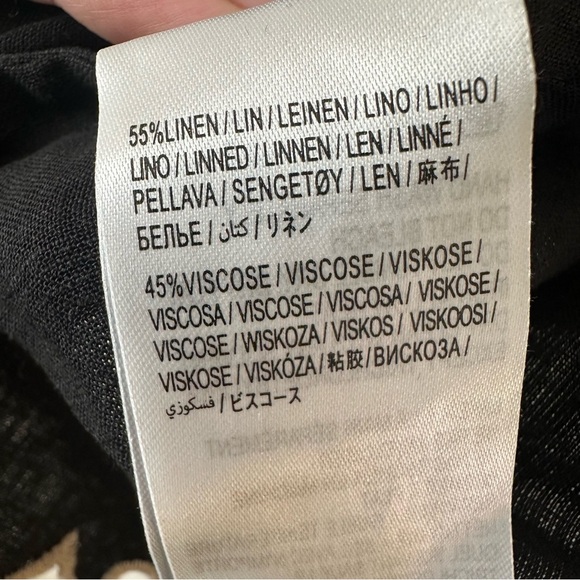 55%LINEN / LIN / LEINEN / LINO / LINHO /
LINO / LINNED / LINNEN / LEN / LINNÉ /
PELLAVA / SENGETØY / LEN / 麻布 /
БЕЛЬЕ / كتان / リネン
45%VISCOSE / VISCOSE / VISKOSE /
VISCOSA / VISCOSE / VISCOSA / VISKOSE /
VISCOSE / WISKOZA / VISKOS / VISKOOSI /
VISKOSE / VISKÓZA / 粘胶 / ВИСКОЗА /
فسكوزي / ビスコース